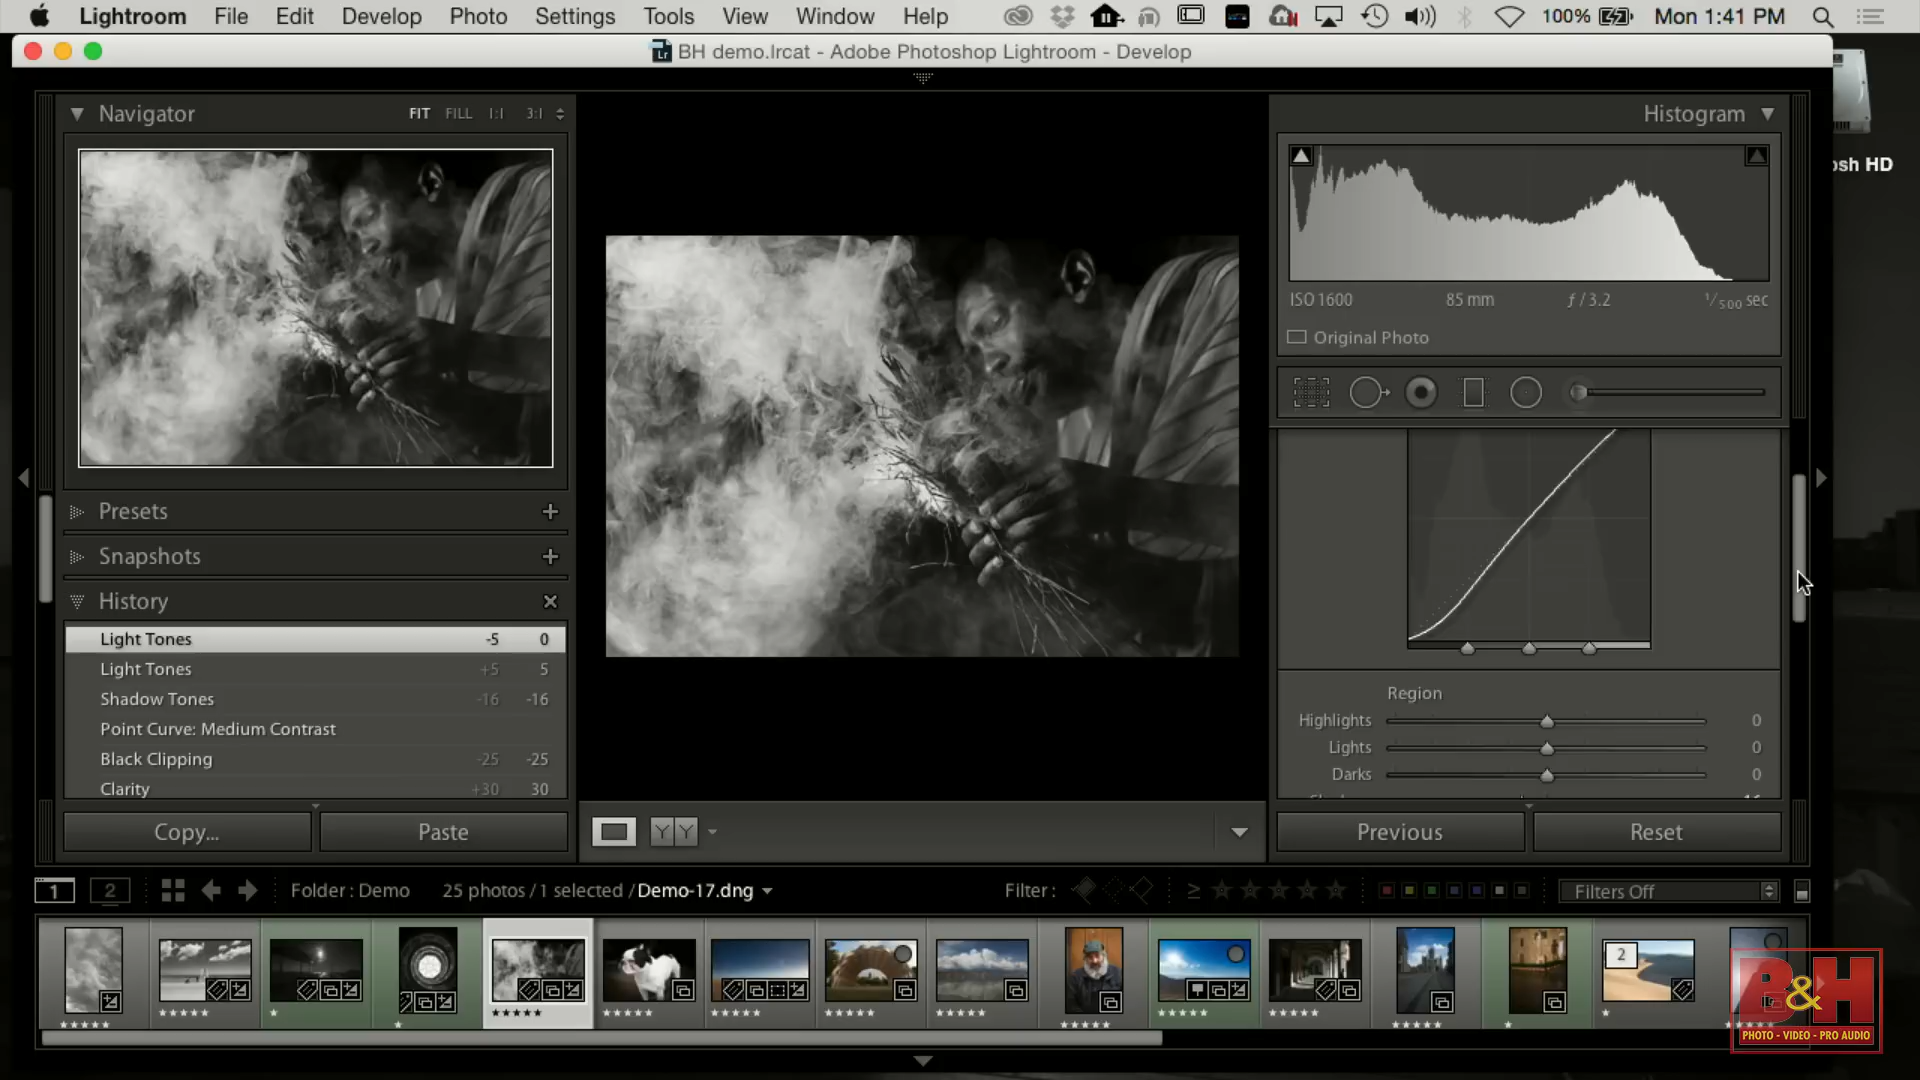 Lightroom File Edit Develop Photo Settings Tools View Window Help 100% Mon 1:41 PM
BH demo.lrcat - Adobe Photoshop Lightroom - Develop
Navigator FIT FILL 1:1 3:1
Histogram
osh HD
ISO 1600 85 mm ƒ / 3.2 1/500 sec
Original Photo
Presets +
Snapshots +
History
Light Tones -5 0
Light Tones +5 5
Shadow Tones -16 -16
Point Curve: Medium Contrast
Black Clipping -25 -25
Clarity +30 30
Region
Highlights 0
Lights 0
Darks 0
Copy... Paste
Y Y
Previous Reset
1 2 Folder : Demo 25 photos / 1 selected / Demo-17.dng Filter : ≥ Filters Off
2
B&H
PHOTO - VIDEO - PRO AUDIO